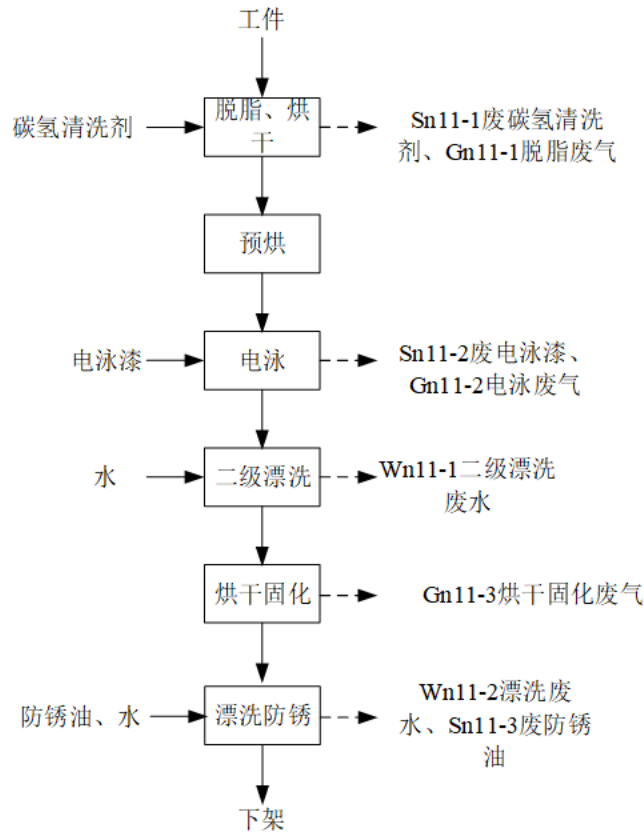 工件
碳氢清洗剂
脱脂、烘
干
Sn11-1废碳氢清洗
剂、Gn11-1脱脂废气
预烘
电泳漆
电泳
Sn11-2废电泳漆、
Gn11-2电泳废气
水
二级漂洗
Wn11-1二级漂洗
废水
烘干固化
Gn11-3烘干固化废气
防锈油、水
漂洗防锈
Wn11-2漂洗废
水、Sn11-3废防锈
油
下架